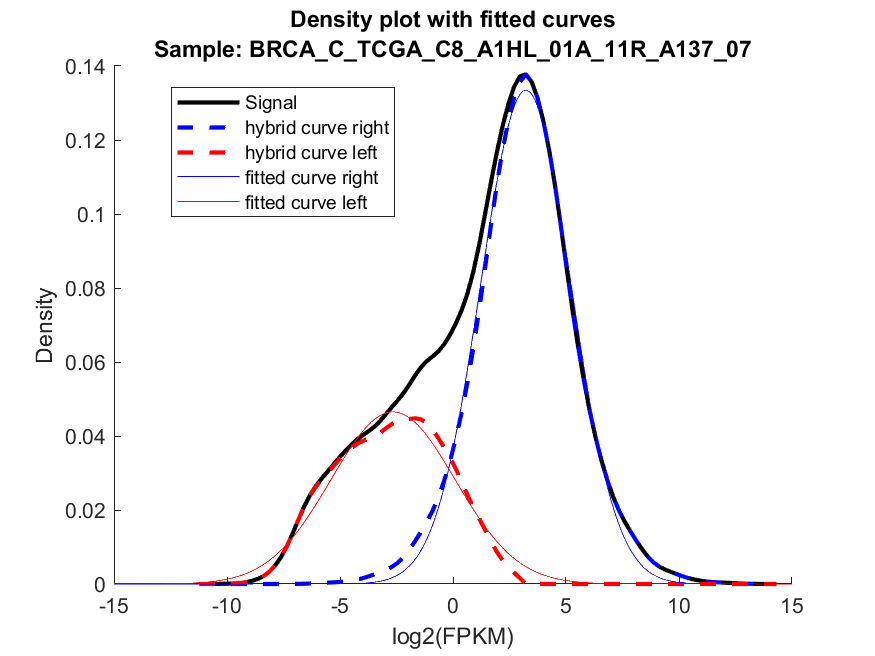 Density plot with fitted curves
Sample: BRCA_C_TCGA_C8_A1HL_01A_11R_A137_07
Signal
hybrid curve right
hybrid curve left
fitted curve right
fitted curve left
Density
0.14
0.12
0.1
0.08
0.06
0.04
0.02
0
-15
-10
-5
0
5
10
15
log2(FPKM)